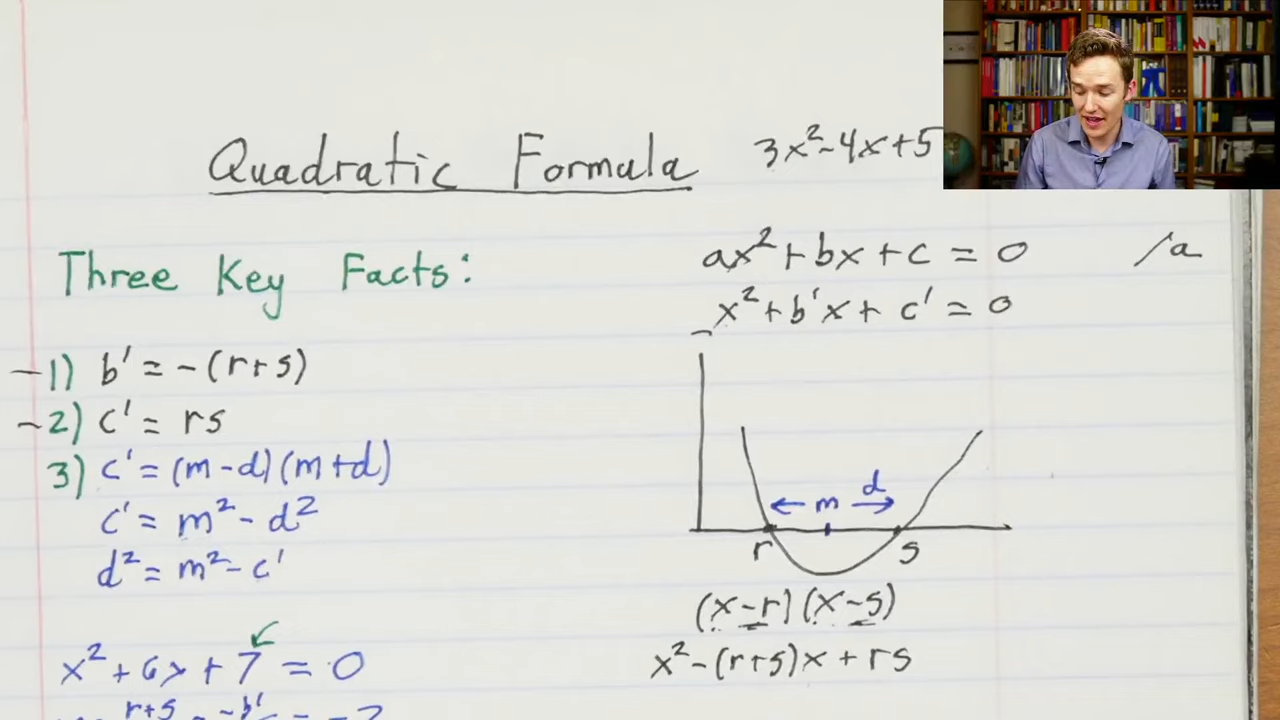 Quadratic Formula
3x² - 4x + 5
Three Key Facts:
ax² + bx + c = 0 /a
x² + b'x + c' = 0
1) b' = -(r+s)
2) c' = rs
3) c' = (m-d)(m+d)
c' = m² - d²
d² = m² - c'
m d
r s
(x-r)(x-s)
x² - (r+s)x + rs
x² + 6x + 7 = 0
r+s -b'